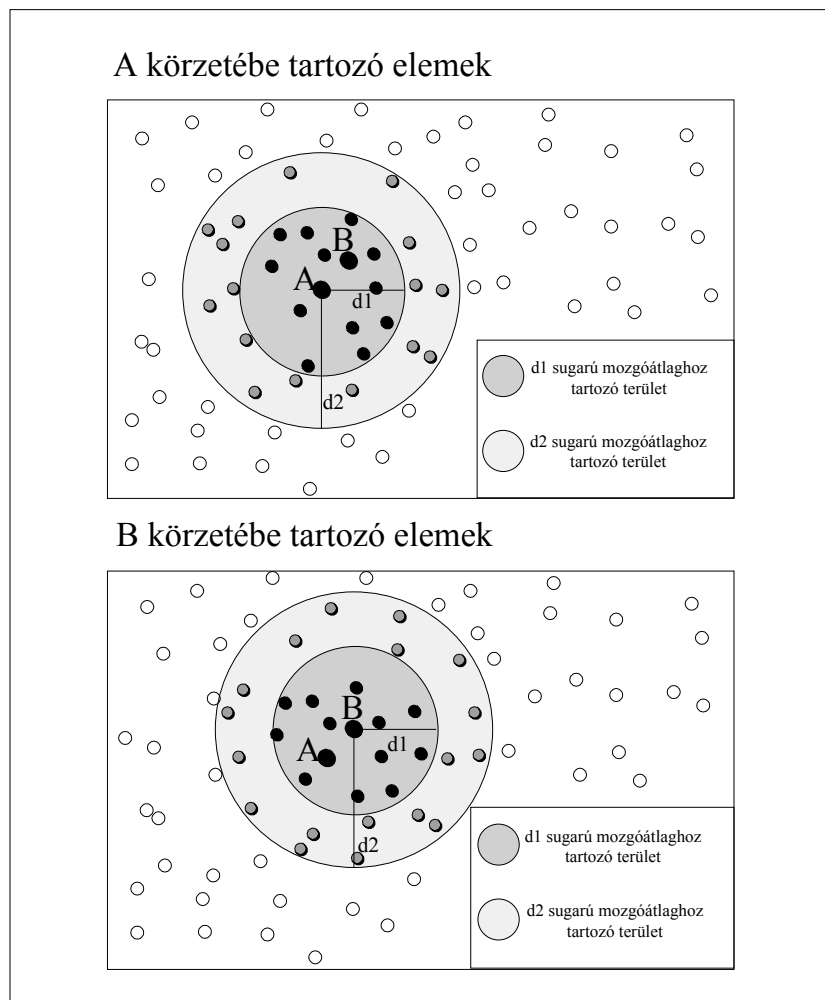 A körzetébe tartozó elemek
B
A
d1
d2
d1 sugarú mozgóátlaghoz
tartozó terület
d2 sugarú mozgóátlaghoz
tartozó terület
B körzetébe tartozó elemek
B
A
d1
d2
d1 sugarú mozgóátlaghoz
tartozó terület
d2 sugarú mozgóátlaghoz
tartozó terület